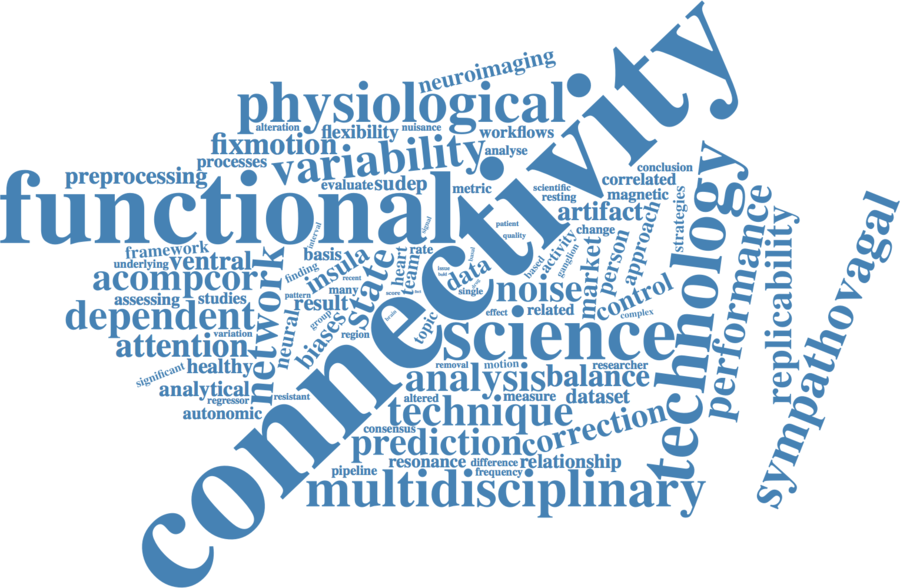 neuroimaging
physiological
alteration
flexibility
nuisance
workflows
fixmotion
variability
analyse
processes
preprocessing
evaluate
sudep
metric
scientific
resting
conclusion
correlated
magnetic
functional
connectivity
artifact
strategies
technology
performance
replicability
sympathovagal
approach
person
change
market
activity
ganglion
based
patient
quality
signal
interval
framework
underlying
ventral
basis
insula
finding
recent
acompcor
network
heart
rate
team
state
data
single
noise
control
complex
many
pattern
result
assessing
studies
dependent
group
score
brain
effect
related
variation
attention
neural
biases
region
topic
science
healthy
significant
analytical
regressor
resistant
autonomic
removal
motion
researcher
analysis
balance
altered
measure
dataset
technique
consensus
prediction
correction
resonance
difference
relationship
pipeline
frequency
multidisciplinary